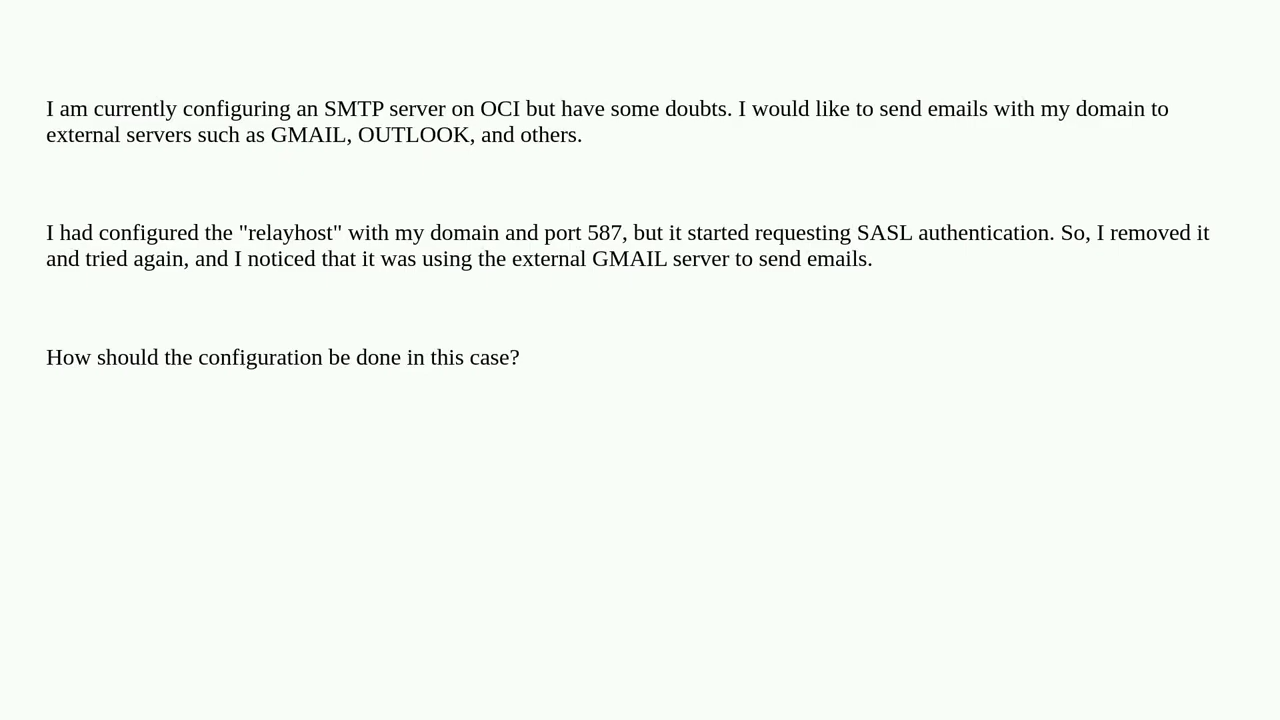 I am currently configuring an SMTP server on OCI but have some doubts. I would like to send emails with my domain to
external servers such as GMAIL, OUTLOOK, and others.
I had configured the "relayhost" with my domain and port 587, but it started requesting SASL authentication. So, I removed it
and tried again, and I noticed that it was using the external GMAIL server to send emails.
How should the configuration be done in this case?